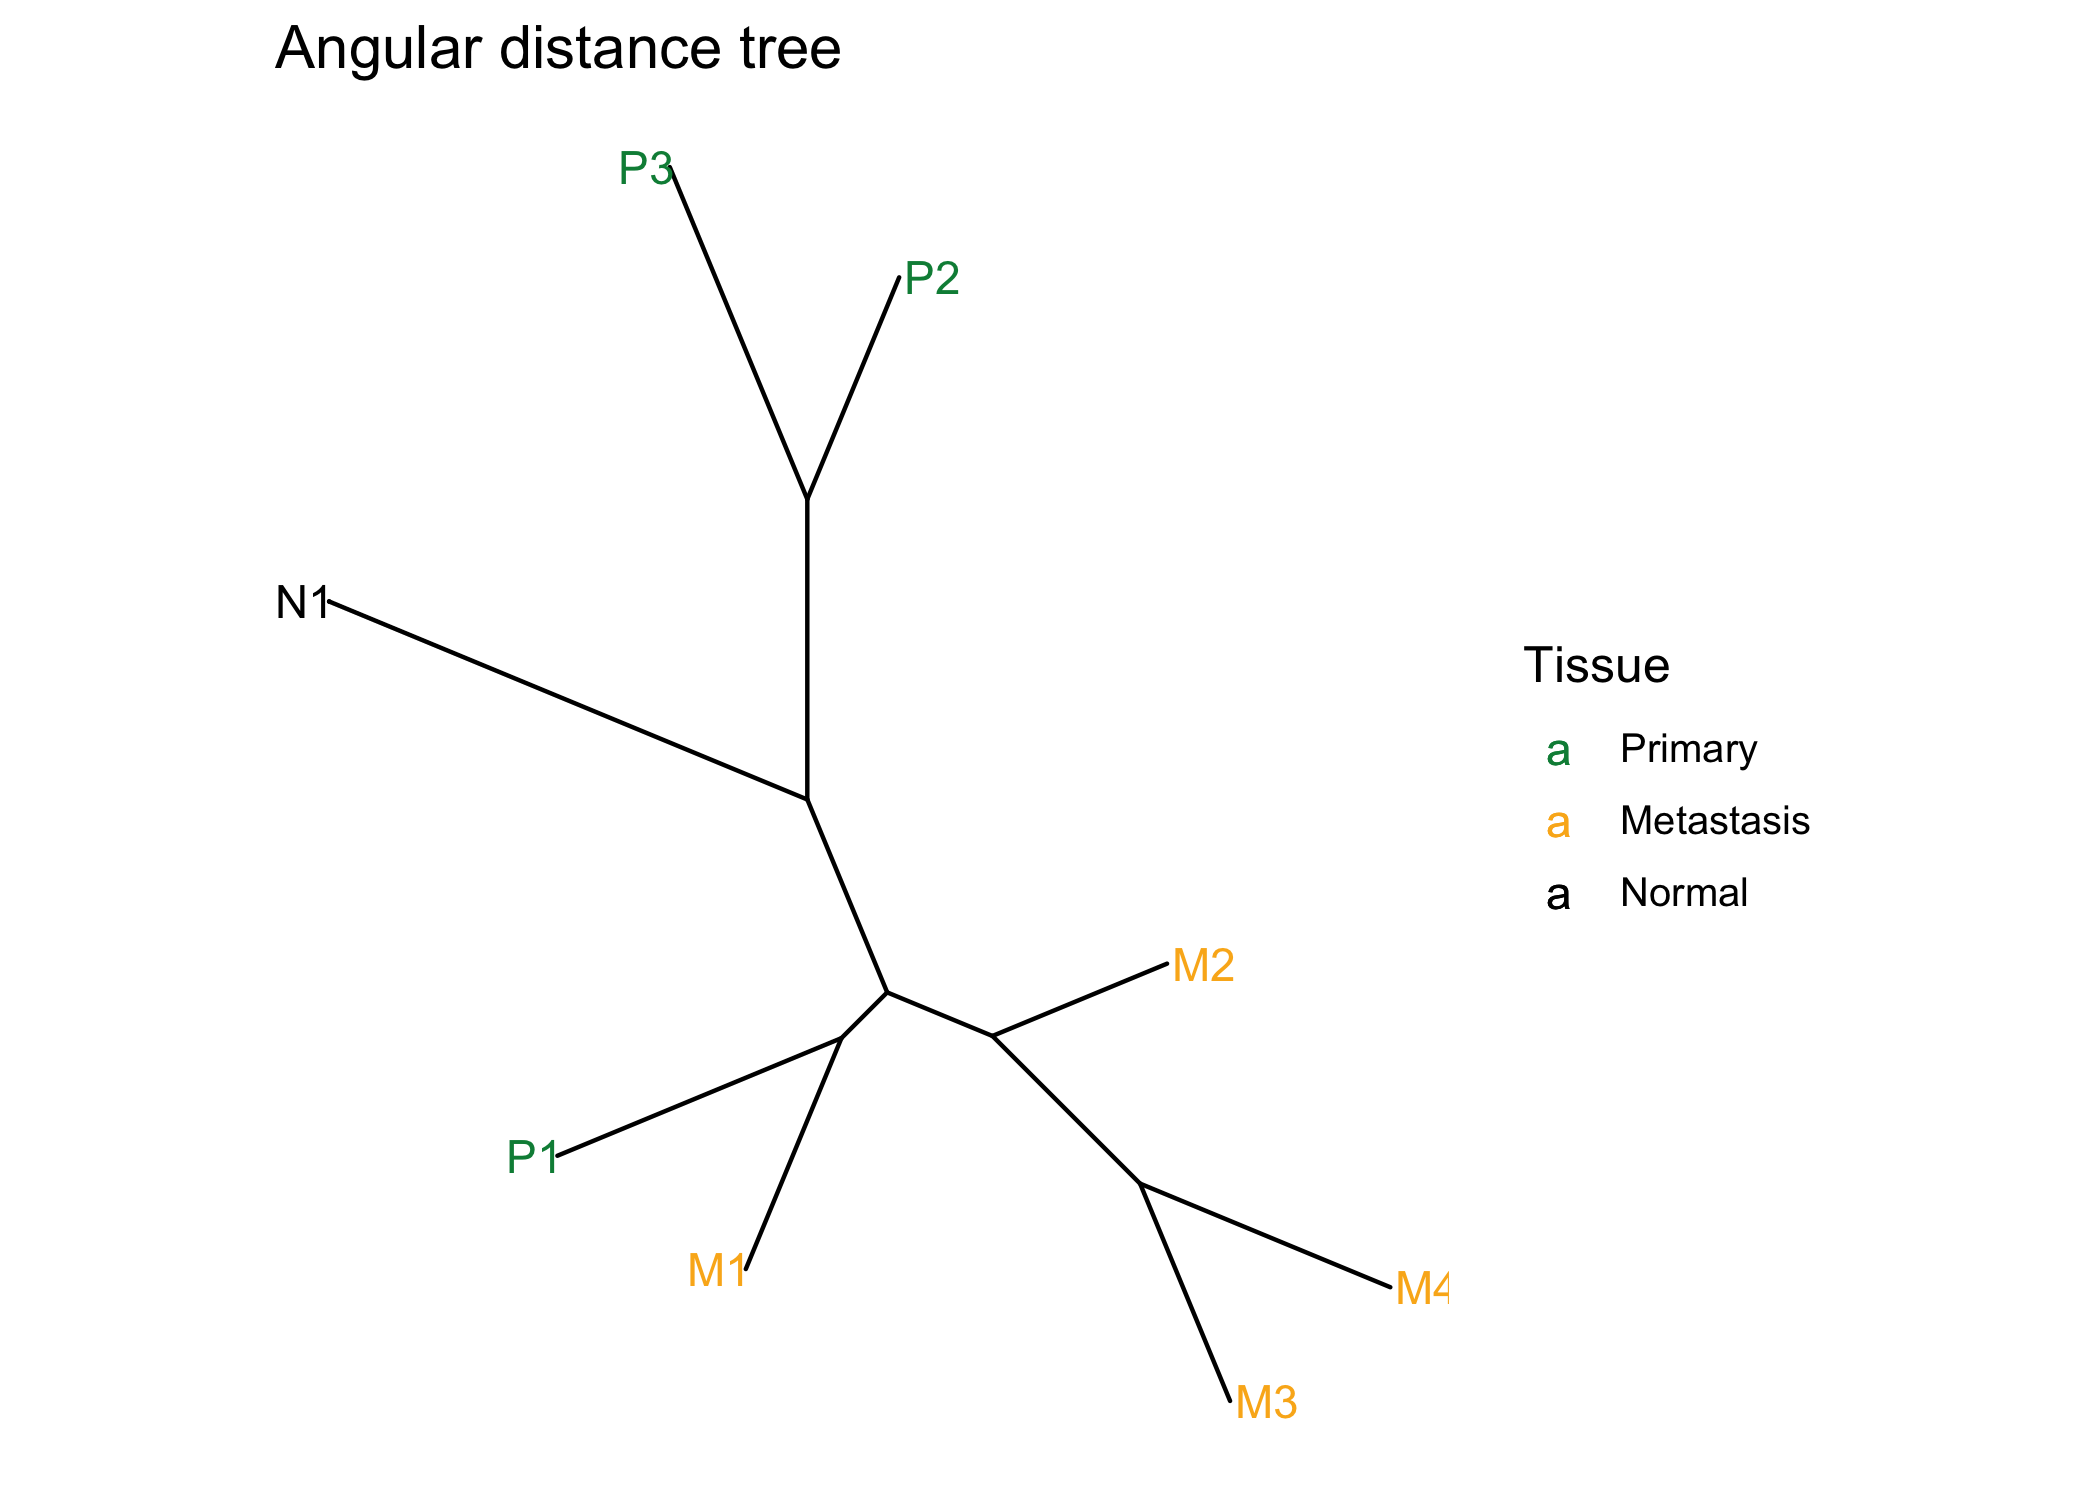 Angular distance tree
P3
P2
N1
Tissue
a Primary
a Metastasis
a Normal
M2
P1
M1
M4
M3